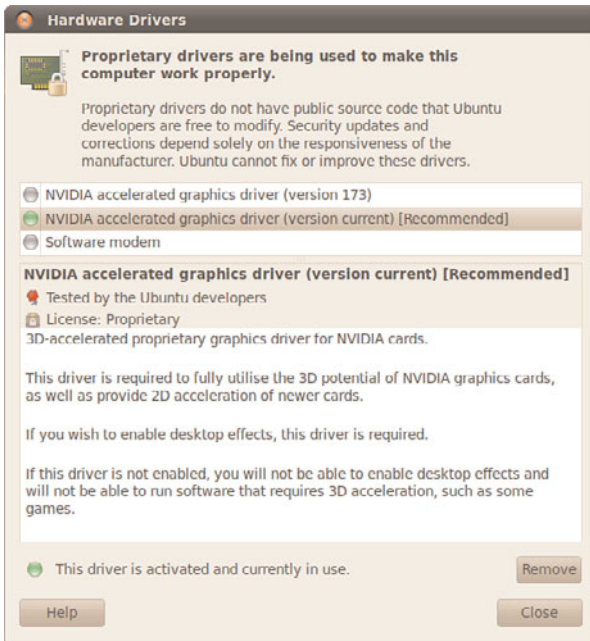 Hardware Drivers
Proprietary drivers are being used to make this
computer work properly.
Proprietary drivers do not have public source code that Ubuntu
developers are free to modify. Security updates and
corrections depend solely on the responsiveness of the
manufacturer. Ubuntu cannot fix or improve these drivers.
NVIDIA accelerated graphics driver (version 173)
NVIDIA accelerated graphics driver (version current) [Recommended]
Software modem
NVIDIA accelerated graphics driver (version current) [Recommended]
Tested by the Ubuntu developers
License: Proprietary
3D-accelerated proprietary graphics driver for NVIDIA cards.
This driver is required to fully utilise the 3D potential of NVIDIA graphics cards,
as well as provide 2D acceleration of newer cards.
If you wish to enable desktop effects, this driver is required.
If this driver is not enabled, you will not be able to enable desktop effects and
will not be able to run software that requires 3D acceleration, such as some
games.
This driver is activated and currently in use.
Remove
Help
Close